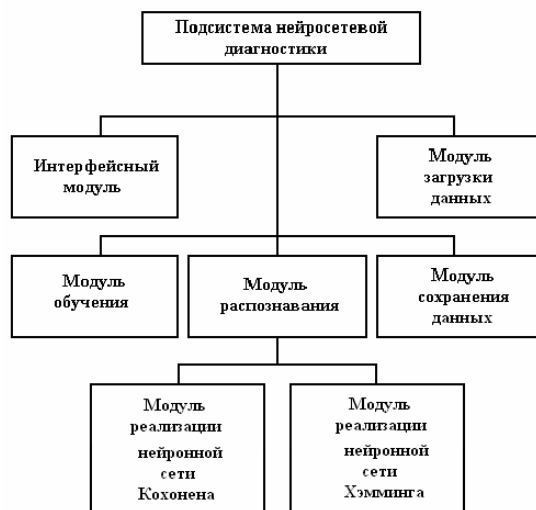 Подсистема нейросетевой
диагностики
Интерфейсный
модуль
Модуль
загрузки
данных
Модуль
обучения
Модуль
распознавания
Модуль
сохранения
данных
Модуль
реализации
нейронной
сети
Кохонена
Модуль
реализации
нейронной
сети
Хэмминга